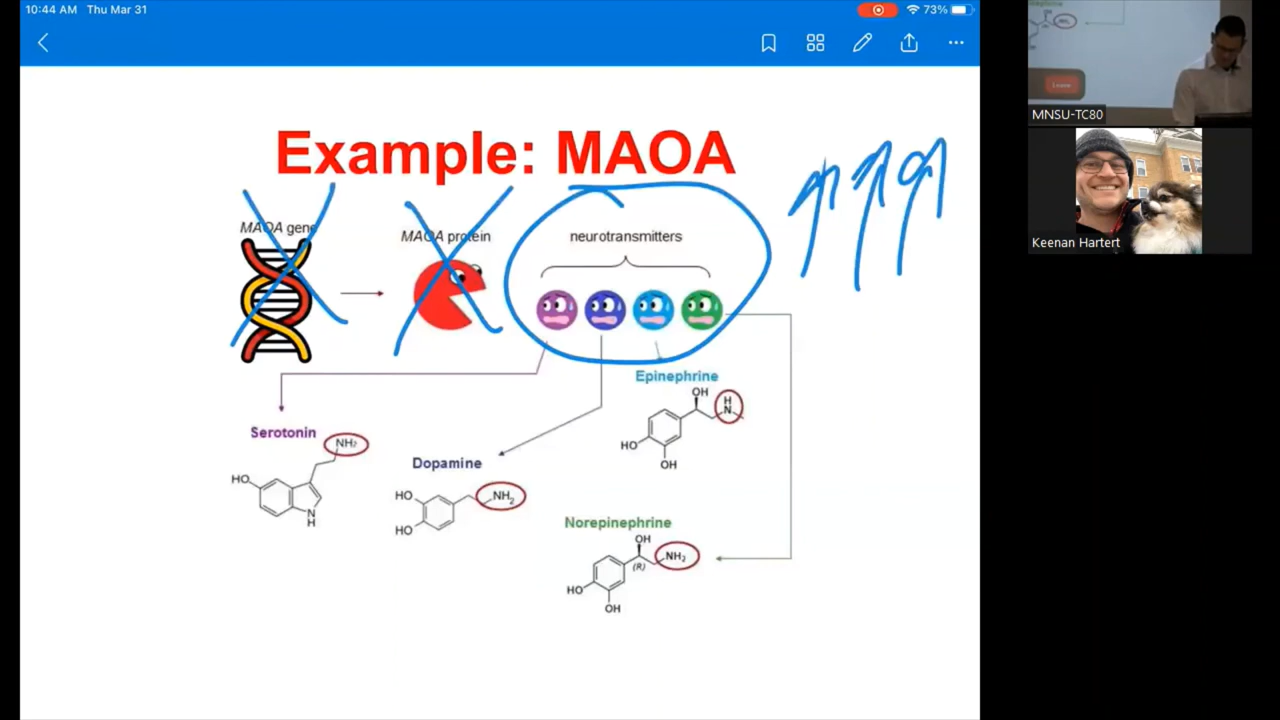 10:44 AM Thu Mar 31
73%
Example: MAOA
MAOA gene
MAOA protein
neurotransmitters
Epinephrine
OH
H
N
HO
OH
Serotonin
NH2
HO
N
H
Dopamine
HO
NH2
HO
Norepinephrine
OH
NH2
(R)
HO
OH
Leave
MNSU-TC80
Keenan Hartert